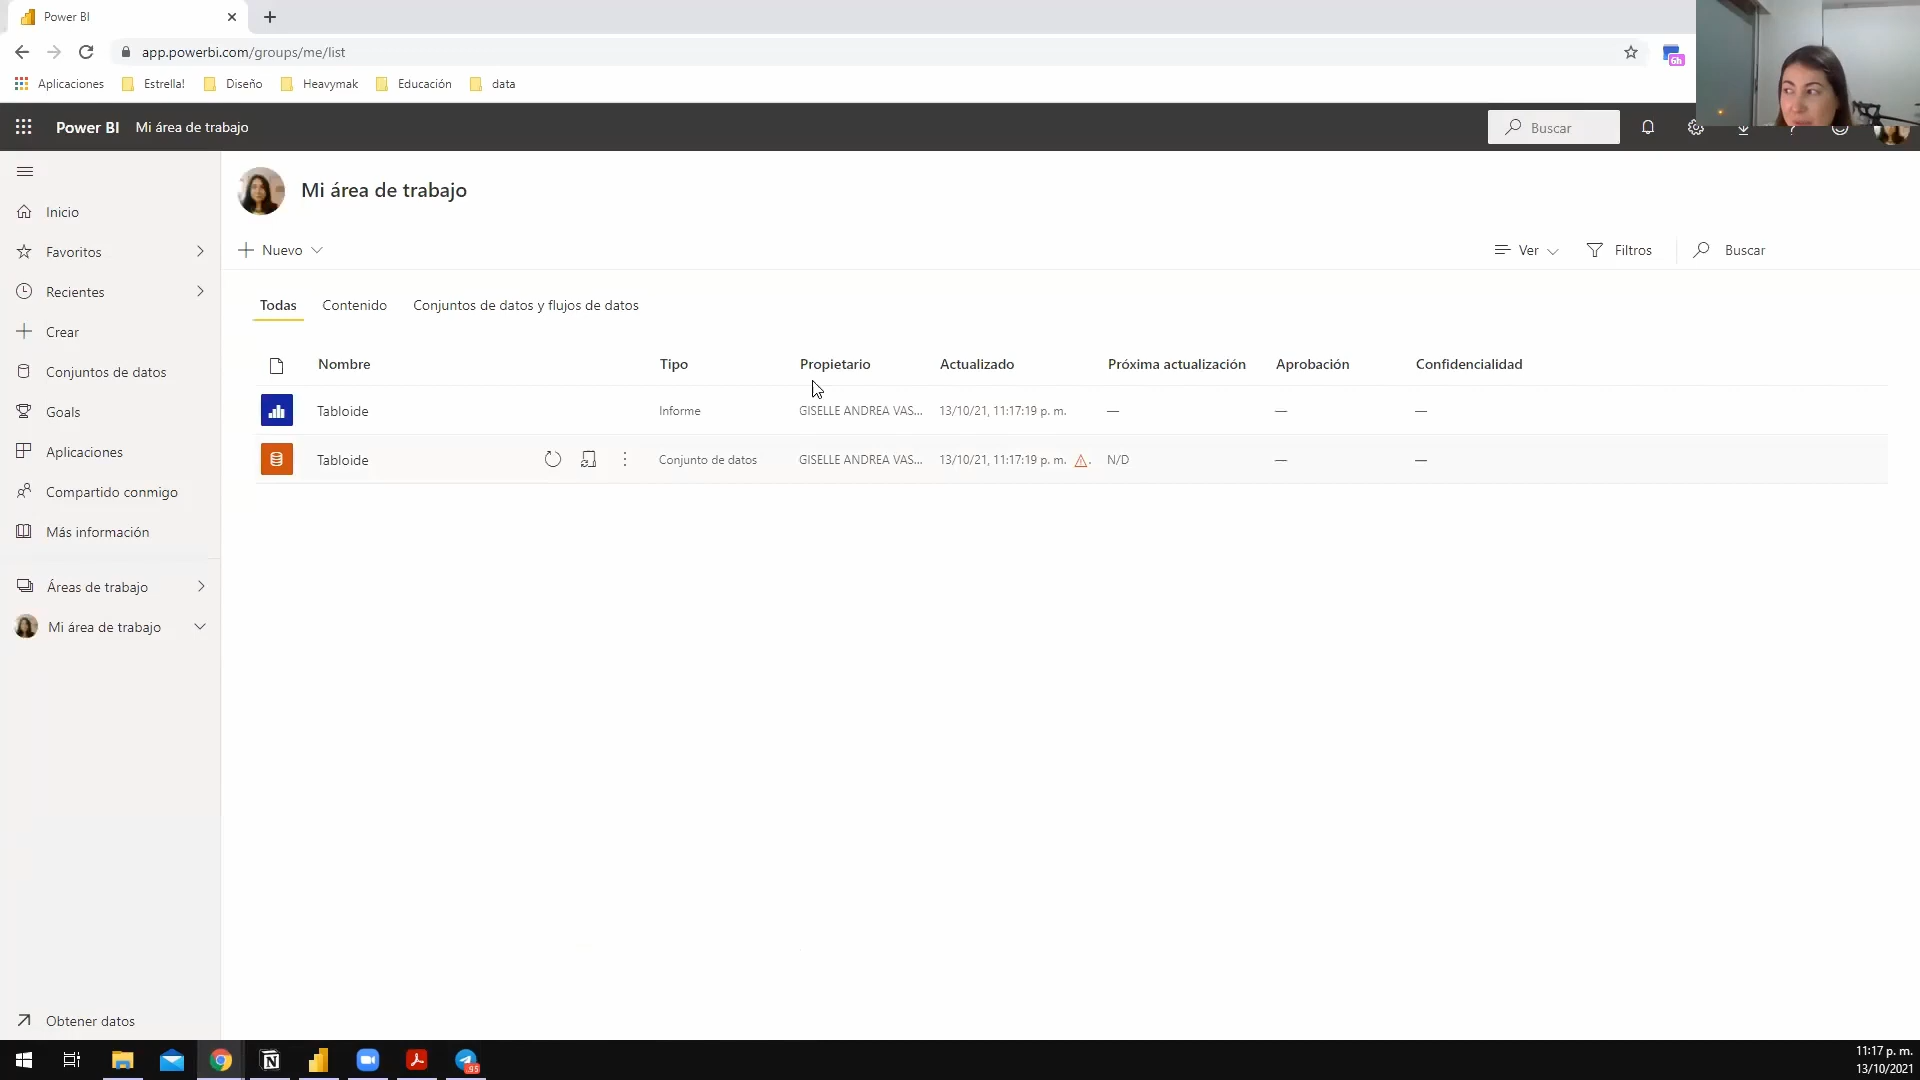 Power BI
app.powerbi.com/groups/me/list
6h
Aplicaciones Estrella! Diseño Heavymak Educación data
Power BI Mi área de trabajo Buscar
Mi área de trabajo
Inicio
Favoritos
Recientes
Crear
Conjuntos de datos
Goals
Aplicaciones
Compartido conmigo
Más información
Áreas de trabajo
Mi área de trabajo
Obtener datos
Nuevo Ver Filtros Buscar
Todas Contenido Conjuntos de datos y flujos de datos
Nombre Tipo Propietario Actualizado Próxima actualización Aprobación Confidencialidad
Tabloide Informe GISELLE ANDREA VAS... 13/10/21, 11:17:19 p. m. — — —
Tabloide Conjunto de datos GISELLE ANDREA VAS... 13/10/21, 11:17:19 p. m. N/D — —
95
11:17 p. m.
13/10/2021